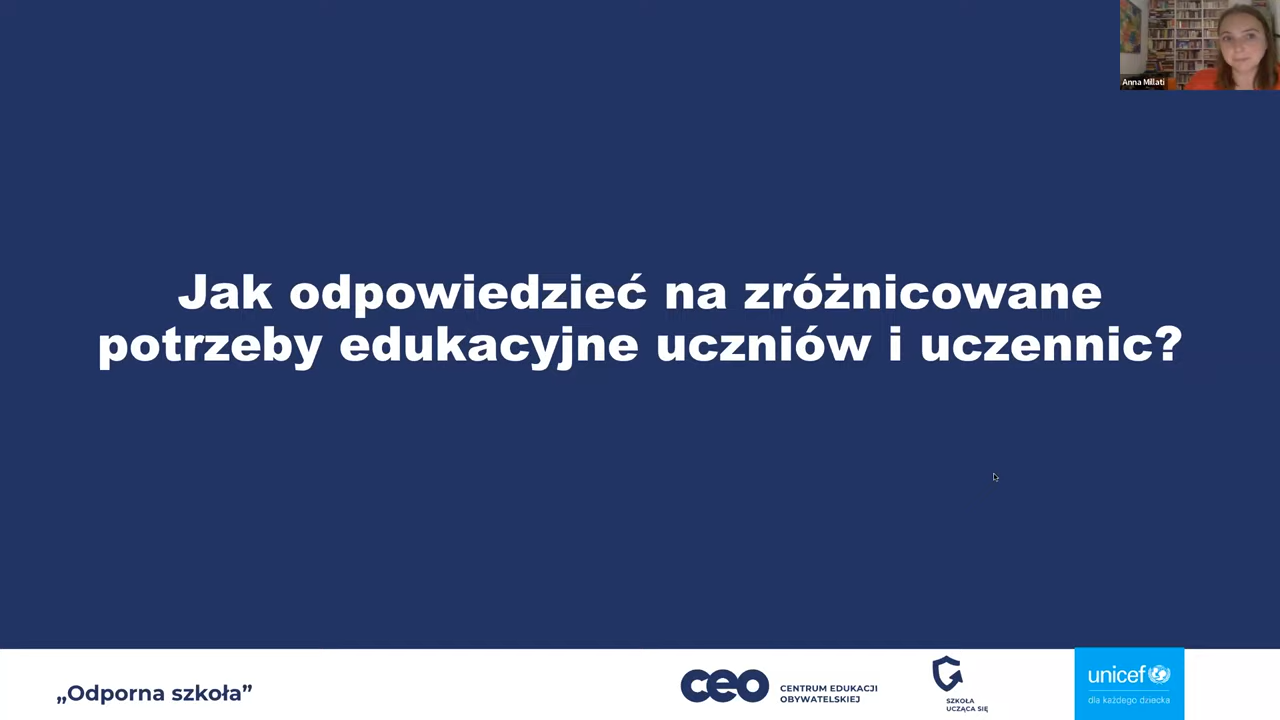 Anna Millati
Jak odpowiedzieć na zróżnicowane
potrzeby edukacyjne uczniów i uczennic?
„Odporna szkoła”
ceo
CENTRUM EDUKACJI
OBYWATELSKIEJ
SZKOŁA
UCZĄCA SIĘ
unicef
dla każdego dziecka